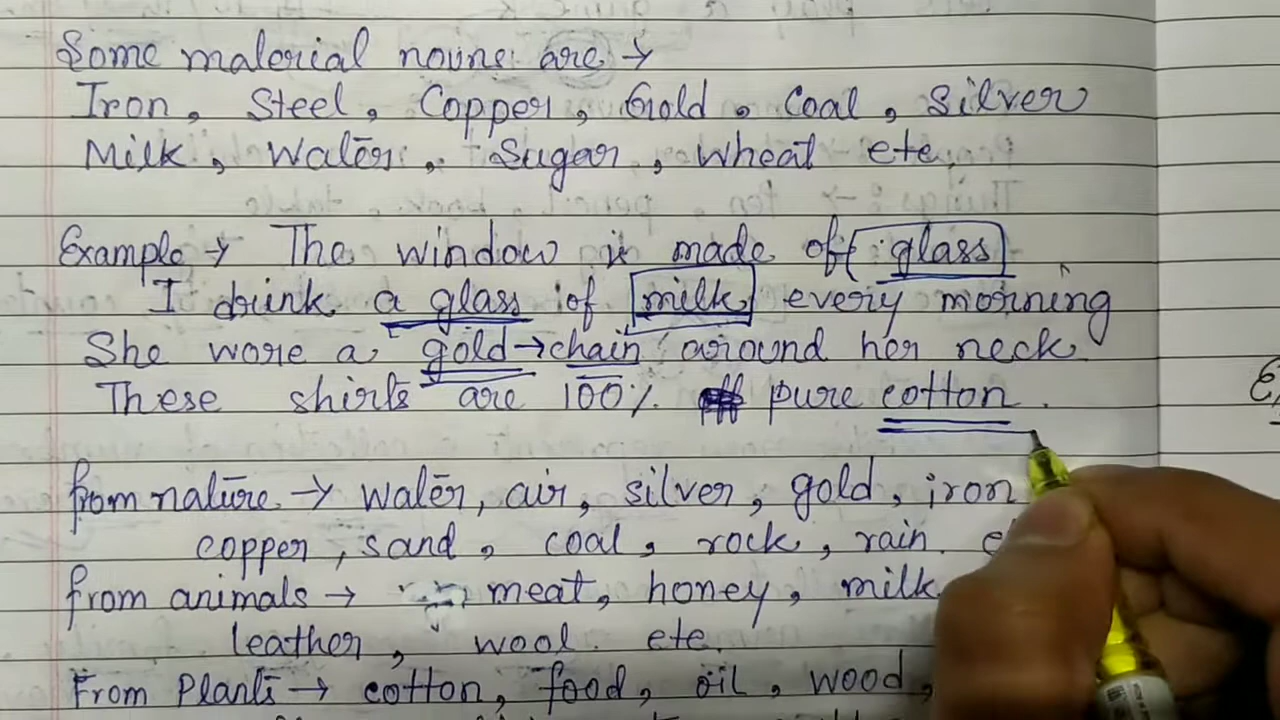 Some material nouns are →
Iron, Steel, Copper, Gold, Coal, Silver
Milk, Water, Sugar, Wheat etc.
Example → The window is made off glass
I drink a glass of milk every morning
She wore a gold → chain around her neck
These shirts are 100% pure cotton.
from nature → water, air, silver, gold, iron
copper, sand, coal, rock, rain.
from animals → meat, honey, milk
leather, wool. etc.
From Plants → cotton, food, oil, wood,